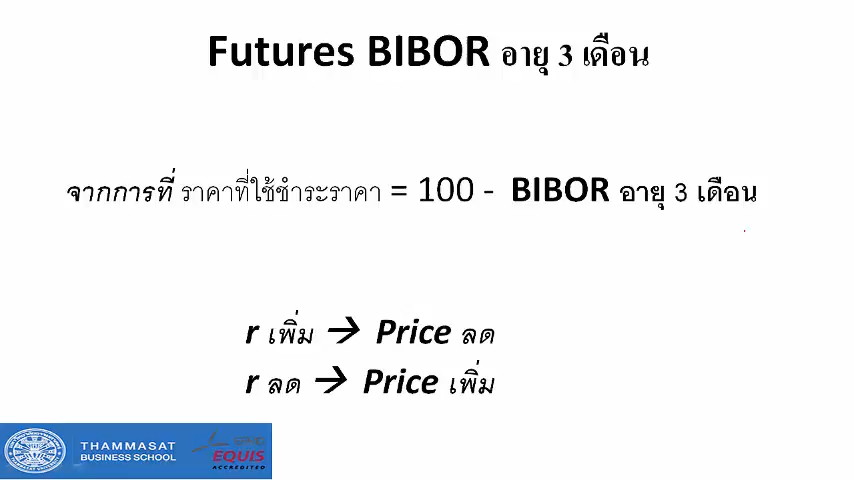 Futures BIBOR อายุ 3 เดือน
จากการที่ ราคาที่ใช้ชำระราคา = 100 - BIBOR อายุ 3 เดือน
r เพิ่ม → Price ลด
r ลด → Price เพิ่ม
THAMMASAT
BUSINESS SCHOOL
EQUIS
ACCREDITED